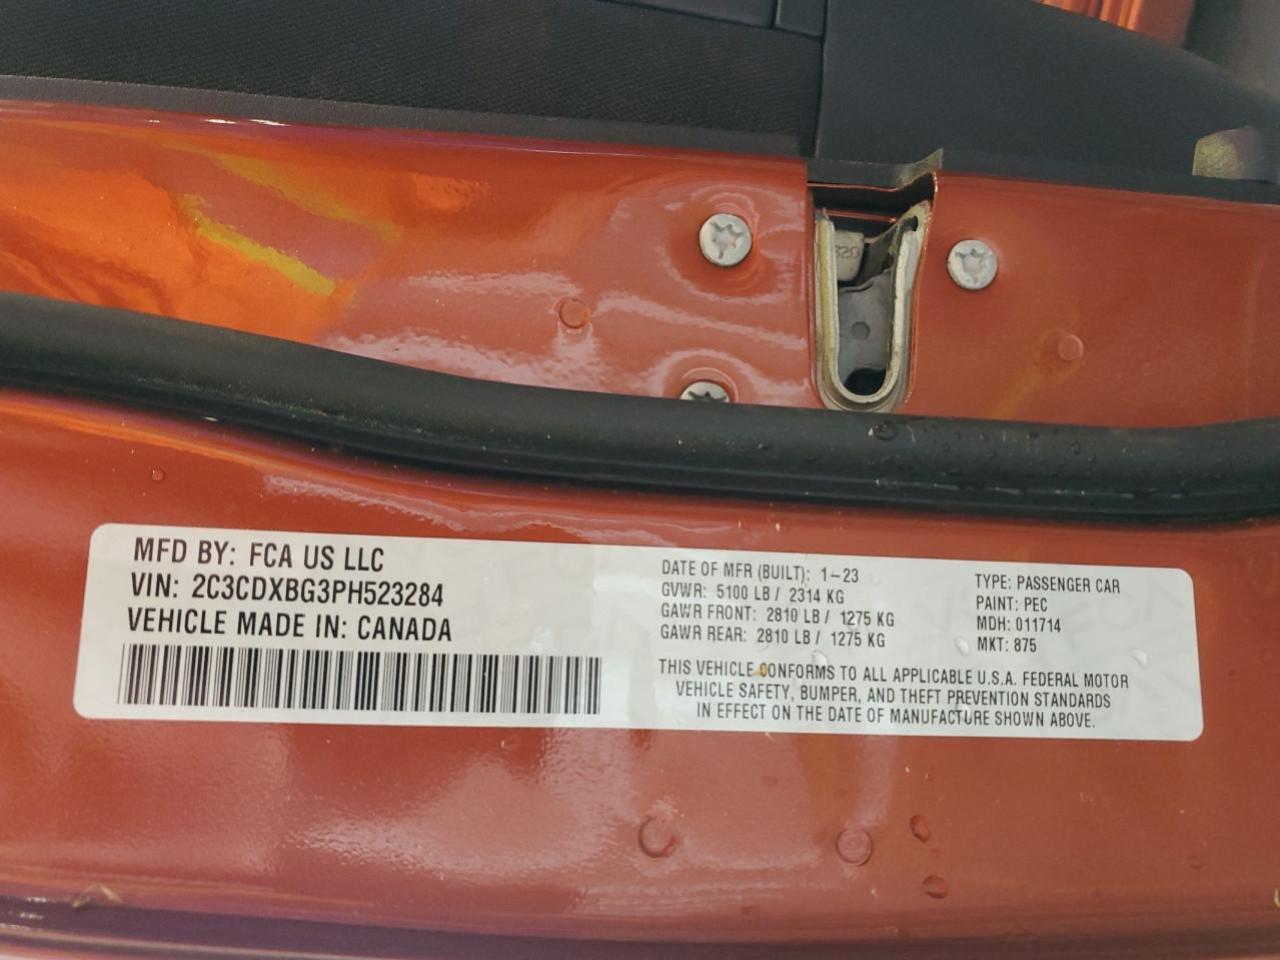 320
MFD BY: FCA US LLC
VIN: 2C3CDXBG3PH523284
VEHICLE MADE IN: CANADA
DATE OF MFR (BUILT): 1-23
GVWR: 5100 LB / 2314 KG
GAWR FRONT: 2810 LB / 1275 KG
GAWR REAR: 2810 LB / 1275 KG
TYPE: PASSENGER CAR
PAINT: PEC
MDH: 011714
MKT: 875
THIS VEHICLE CONFORMS TO ALL APPLICABLE U.S.A. FEDERAL MOTOR
VEHICLE SAFETY, BUMPER, AND THEFT PREVENTION STANDARDS
IN EFFECT ON THE DATE OF MANUFACTURE SHOWN ABOVE.